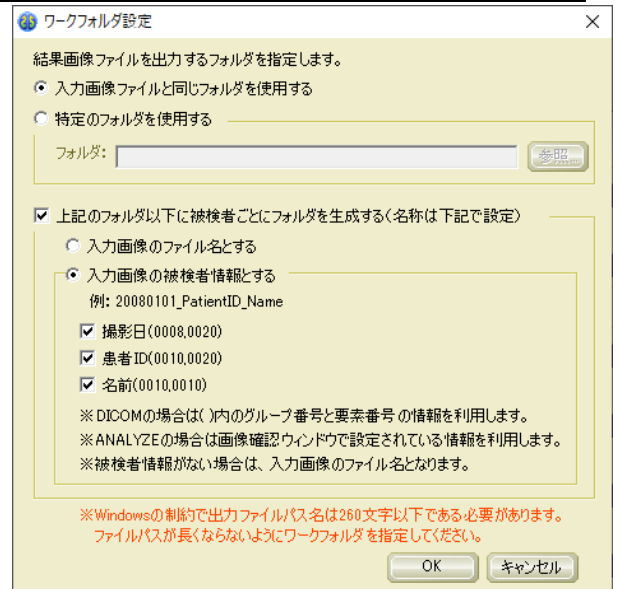 ワークフォルダ設定
結果画像ファイルを出力するフォルダを指定します。
入力画像ファイルと同じフォルダを使用する
特定のフォルダを使用する
フォルダ: 参照...
上記のフォルダ以下に被検者ごとにフォルダを生成する(名称は下記で設定)
入力画像のファイル名とする
入力画像の被検者情報とする
例: 20080101_PatientID_Name
撮影日(0008,0020)
患者ID(0010,0020)
名前(0010,0010)
※DICOMの場合は( )内のグループ番号と要素番号の情報を利用します。
※ANALYZEの場合は画像確認ウィンドウで設定されている情報を利用します。
※被検者情報がない場合は、入力画像のファイル名となります。
※Windowsの制約で出力ファイルパス名は260文字以下である必要があります。
ファイルパスが長くならないようにワークフォルダを指定してください。
OK キャンセル